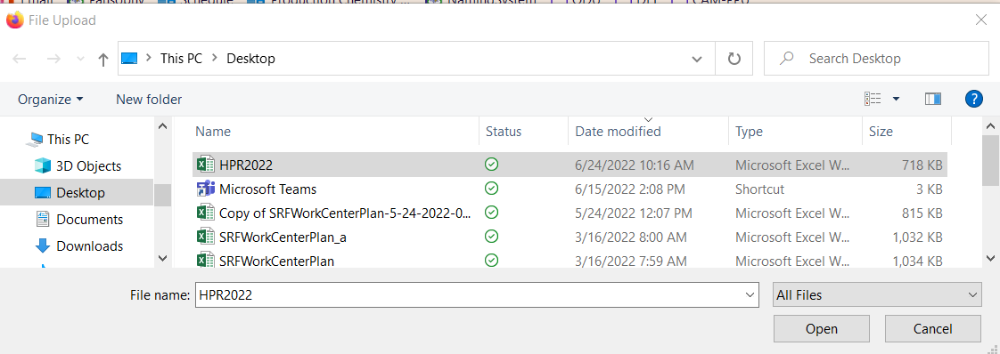 File Upload
This PC > Desktop
Search Desktop
Organize New folder
Name Status Date modified Type Size
This PC
3D Objects
Desktop
Documents
Downloads
HPR2022 6/24/2022 10:16 AM Microsoft Excel W... 718 KB
Microsoft Teams 6/15/2022 2:08 PM Shortcut 3 KB
Copy of SRFWorkCenterPlan-5-24-2022-0... 5/24/2022 12:07 PM Microsoft Excel W... 815 KB
SRFWorkCenterPlan_a 3/16/2022 8:00 AM Microsoft Excel W... 1,032 KB
SRFWorkCenterPlan 3/16/2022 7:59 AM Microsoft Excel W... 1,034 KB
File name: HPR2022 All Files
Open Cancel